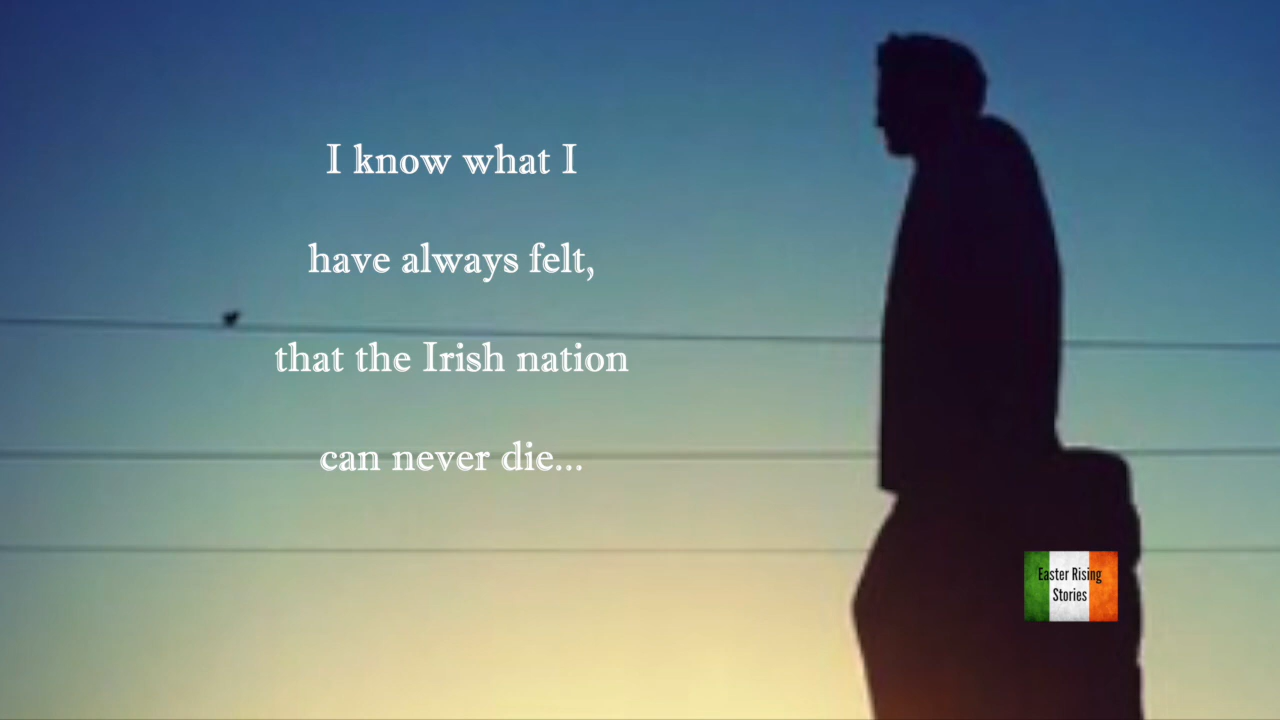 I know what I
have always felt,
that the Irish nation
can never die...
Easter Rising
Stories